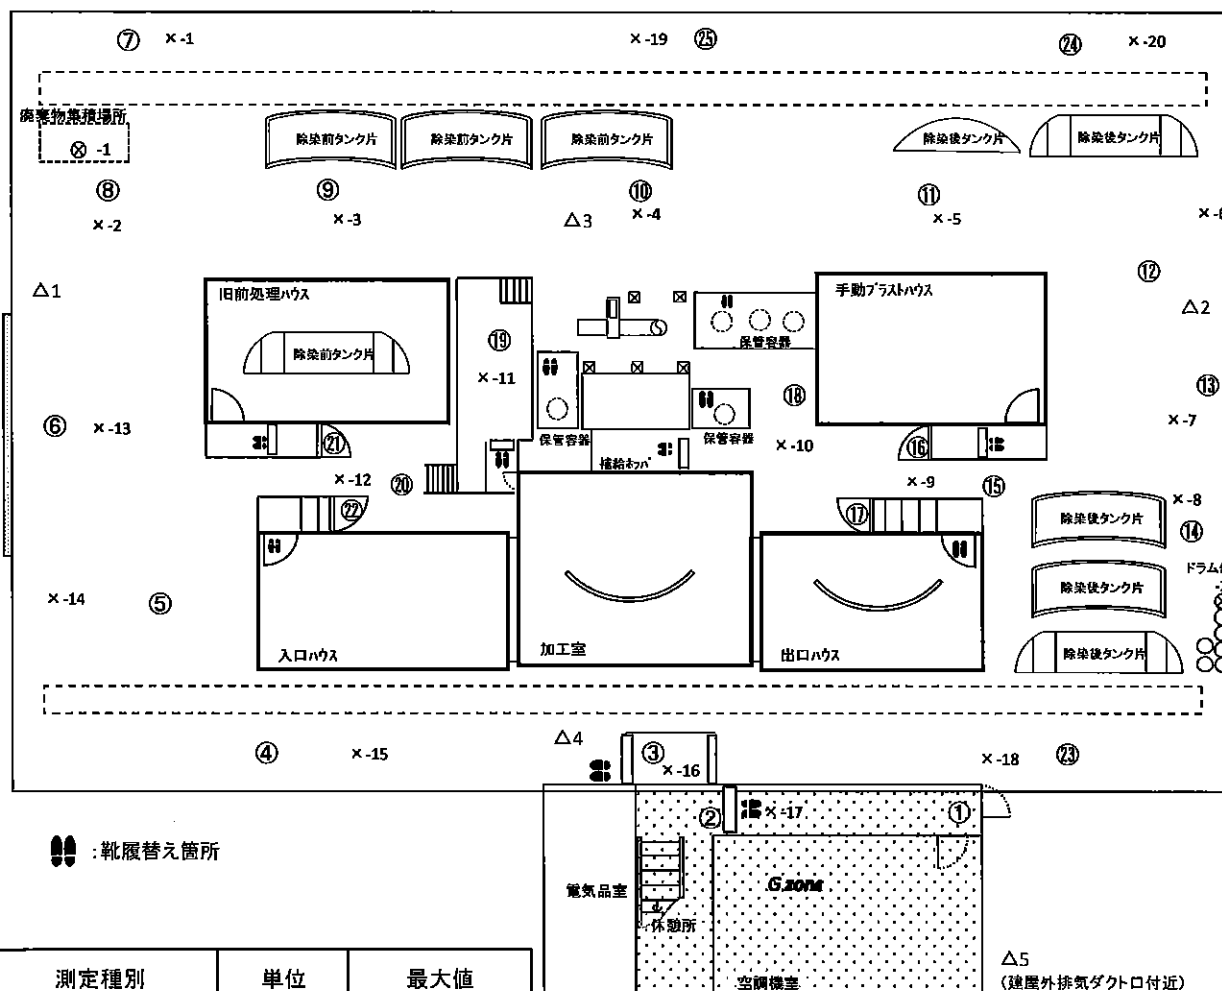 ⑦ ×-1 ×-19 ㉕ ㉔ ×-20
廃棄物集積場所
-1
除染前タンク片 除染前タンク片 除染前タンク片 除染後タンク片 除染後タンク片
⑧ ⑨ ⑩ ⑪
×-2 ×-3 △3 ×-4 ×-5
⑫
△1 旧前処理ハウス 手動ブラストハウス △2
保管容器
⑲ 除染前タンク片
×-11 ⑱ ⑬
⑥ ×-13 ×-7
㉑ 保管容器 保管容器 ×-10 ⑯
補給ホッパ
×-12 ⑳ ×-9 ⑮
×-8
㉒ ⑰ 除染後タンク片 ⑭
ドラム
除染後タンク片
×-14 ⑤
入口ハウス 加工室 出口ハウス 除染後タンク片
④ ×-15 △4 ③ ×-16 ×-18 ㉓
② ×-17 ①
:靴履替え箇所
電気品室 G.zone
休憩所
測定種別 単位 最大値 空調機室 △5
(建屋外排気ダクト口付近)